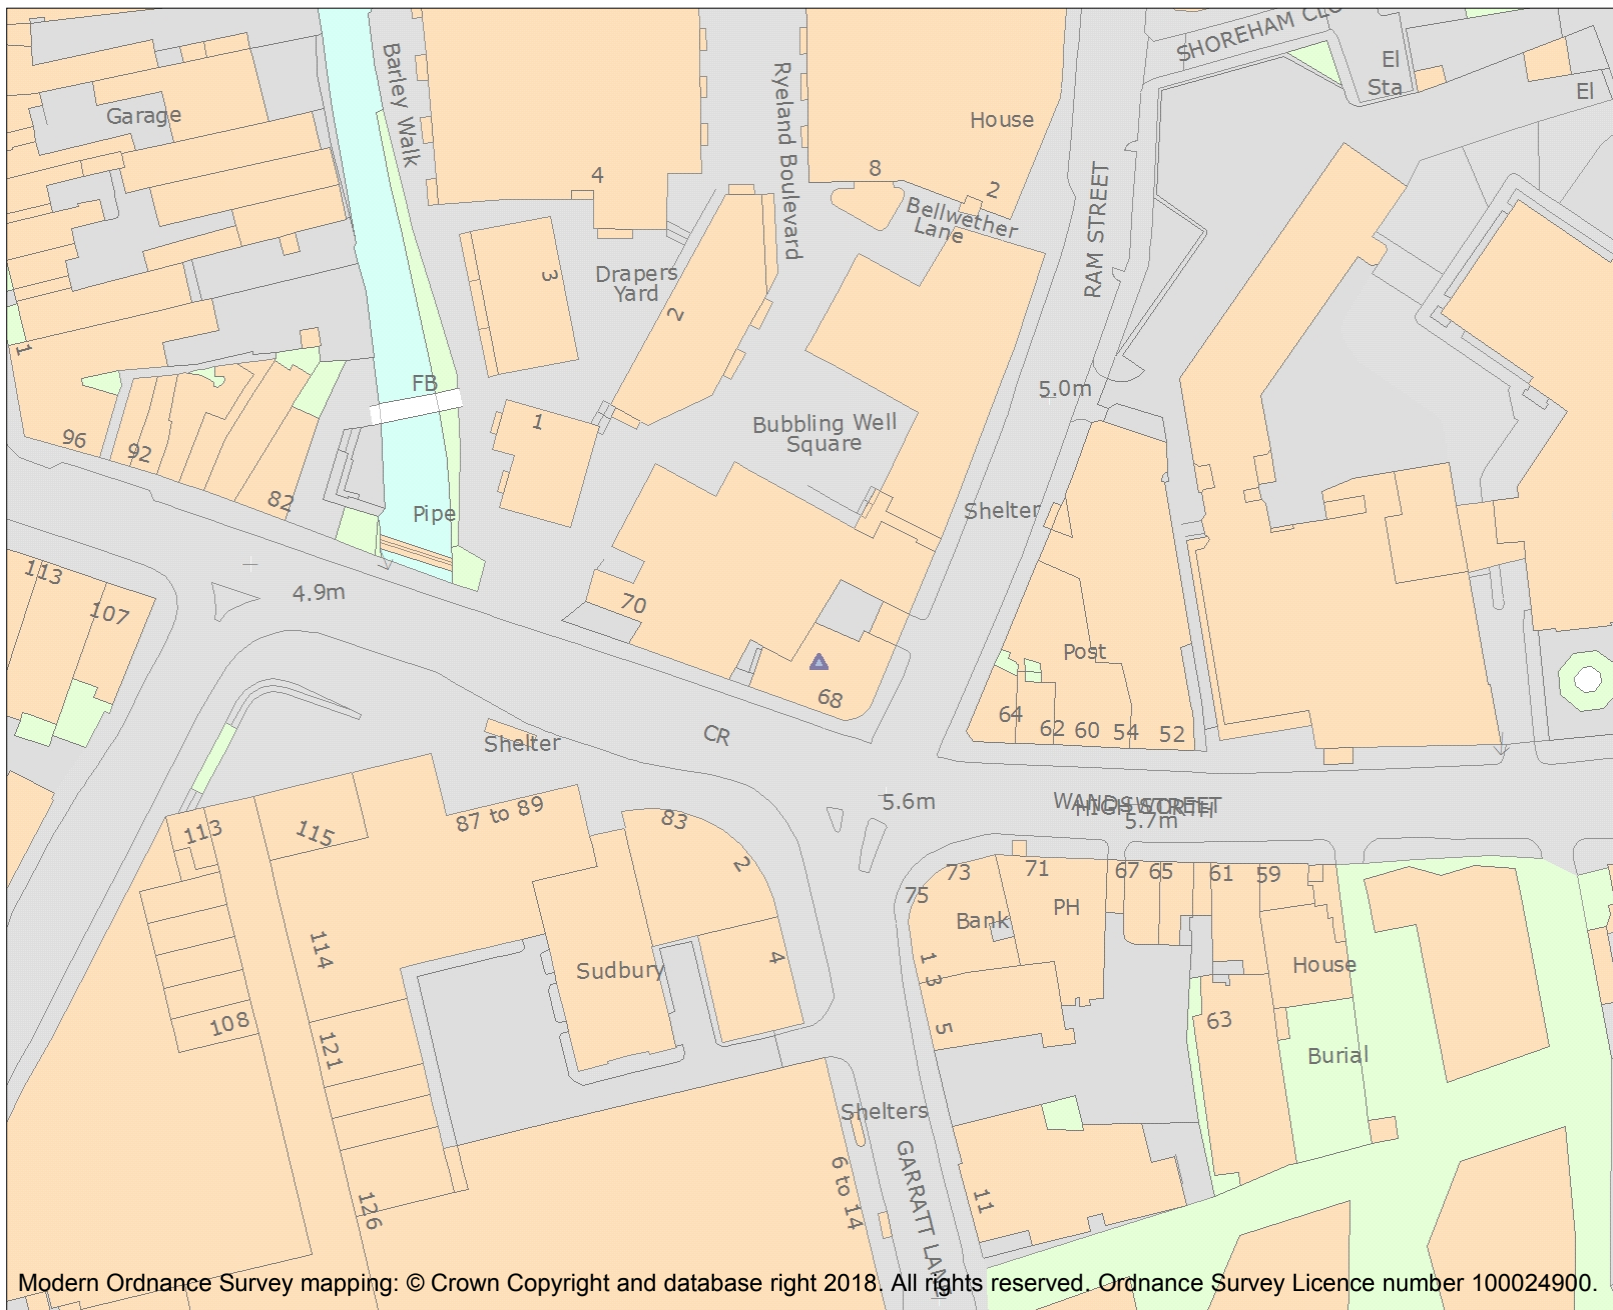 SHOREHAM CLO
El
Sta
El
Barley Walk
Ryeland Boulevard
Garage
House
4
8
2
Bellwether
Lane
RAM STREET
3
Drapers
Yard
2
1
FB
5.0m
1
Bubbling Well
Square
96
92
82
Pipe
Shelter
113
107
4.9m
70
Post
68
64
62
60
54
52
CR
Shelter
5.6m
WANDSWORTH
HIGH STREET
5.7m
113
115
87 to 89
83
2
73
71
67
65
61
59
75
Bank
PH
114
Sudbury
4
1
3
House
108
5
63
121
Burial
Shelters
GARRATT LANE
6 to 14
11
126
Modern Ordnance Survey mapping: © Crown Copyright and database right 2018. All rights reserved. Ordnance Survey Licence number 100024900.